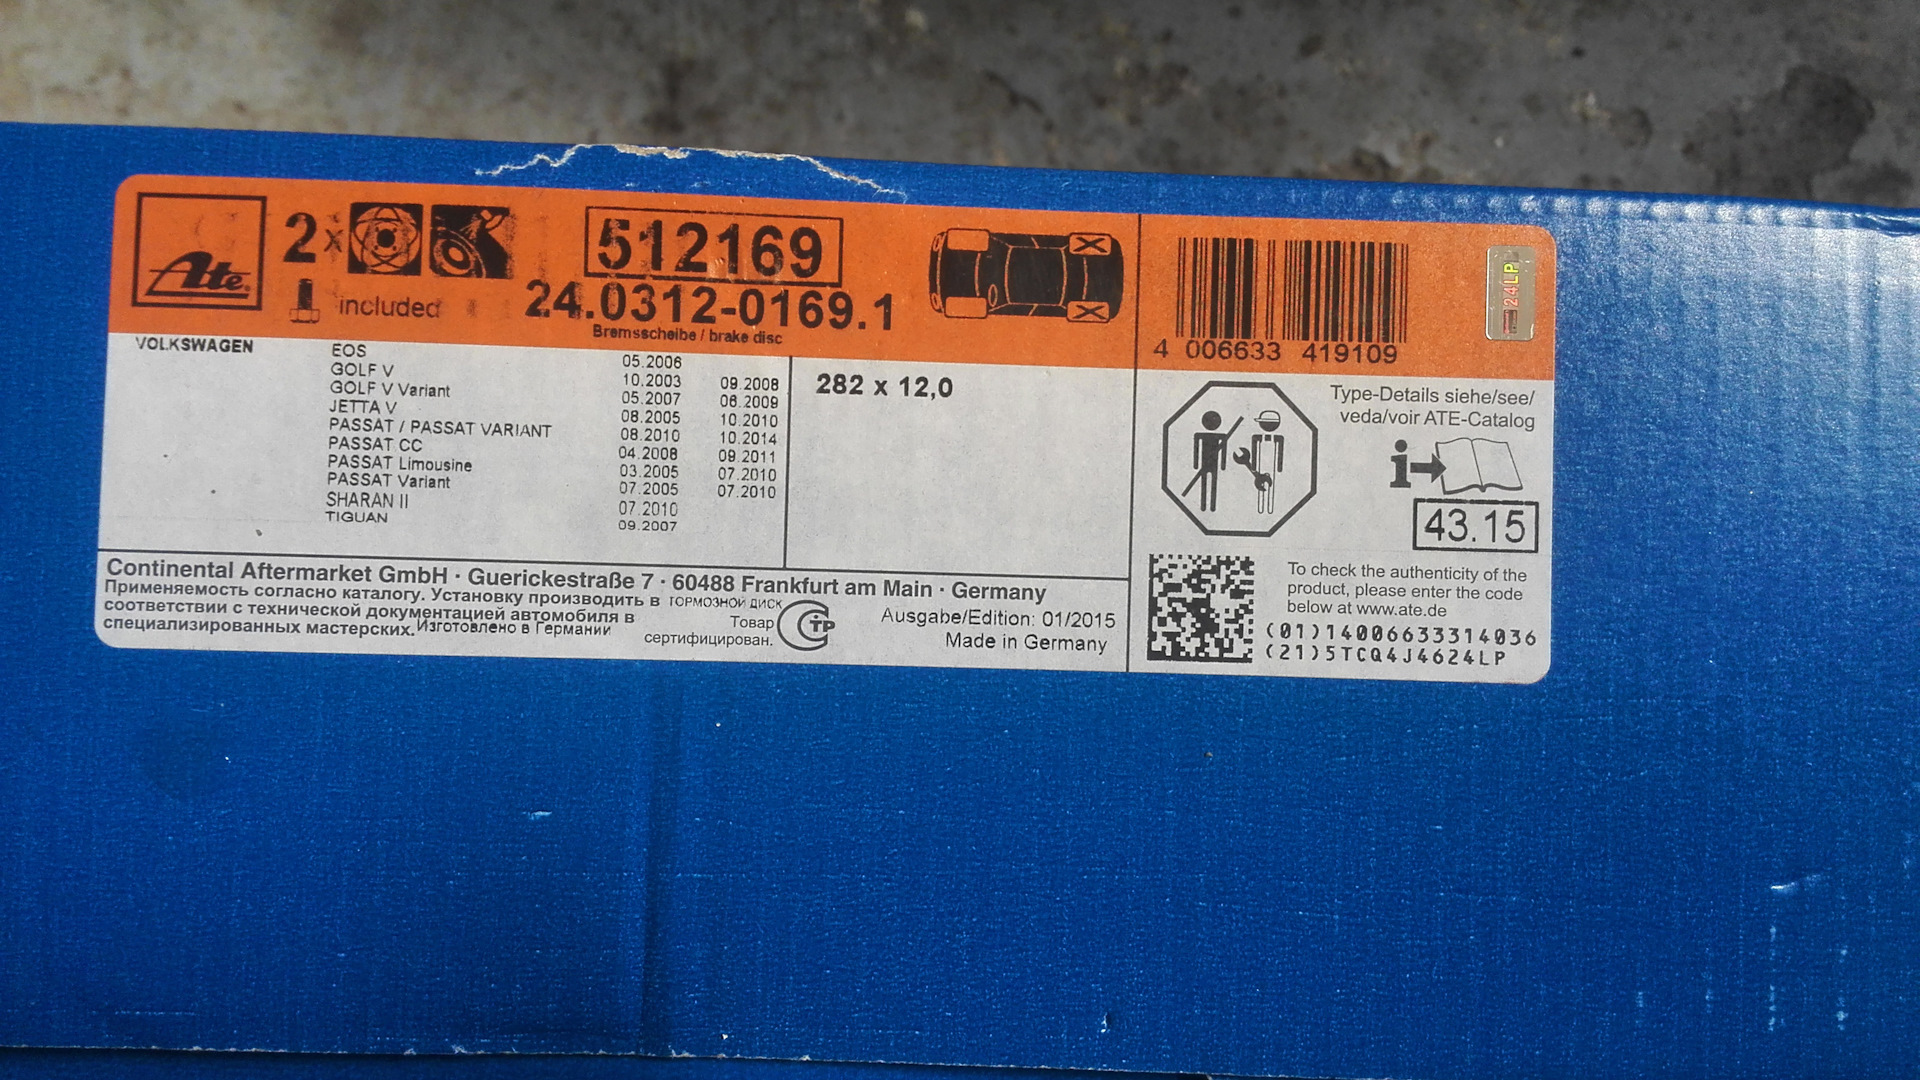 Ate
2x
included
512169
24.0312-0169.1
Bremsscheibe / brake disc
4 006633 419109
24LP
VOLKSWAGEN
EOS 05.2006
GOLF V 10.2003 09.2008
GOLF V Variant 05.2007 06.2009
JETTA V 08.2005 10.2010
PASSAT / PASSAT VARIANT 08.2010 10.2014
PASSAT CC 04.2008 09.2011
PASSAT Limousine 03.2005 07.2010
PASSAT Variant 07.2005 07.2010
SHARAN II 07.2010
TIGUAN 09.2007
282 x 12,0
Type-Details siehe/see/
veda/voir ATE-Catalog
43.15
Continental Aftermarket GmbH · Guerickestraße 7 · 60488 Frankfurt am Main · Germany
Применяемость согласно каталогу. Установку производить в
соответствии с технической документацией автомобиля в
специализированных мастерских. Изготовлено в Германии
ТОРМОЗНОЙ ДИСК
Товар
сертифицирован.
Ausgabe/Edition: 01/2015
Made in Germany
To check the authenticity of the
product, please enter the code
below at www.ate.de
(01)14006633314036
(21)5TCQ4J4624LP